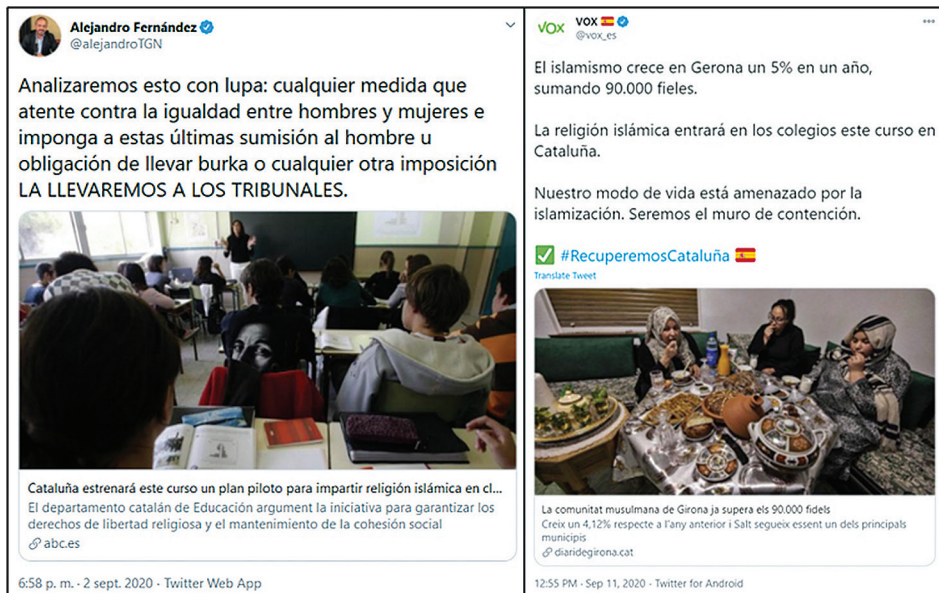 Alejandro Fernández
@alejandroTGN
Analizaremos esto con lupa: cualquier medida que
atente contra la igualdad entre hombres y mujeres e
imponga a estas últimas sumisión al hombre u
obligación de llevar burka o cualquier otra imposición
LA LLEVAREMOS A LOS TRIBUNALES.
Cataluña estrenará este curso un plan piloto para impartir religión islámica en cl...
El departamento catalán de Educación argument la iniciativa para garantizar los
derechos de libertad religiosa y el mantenimiento de la cohesión social
abc.es
6:58 p. m. · 2 sept. 2020 · Twitter Web App
VOX
VOX
@vox_es
El islamismo crece en Gerona un 5% en un año,
sumando 90.000 fieles.
La religión islámica entrará en los colegios este curso en
Cataluña.
Nuestro modo de vida está amenazado por la
islamización. Seremos el muro de contención.
#RecuperemosCataluña
Translate Tweet
La comunitat musulmana de Girona ja supera els 90.000 fidels
Creix un 4,12% respecte a l'any anterior i Salt segueix essent un dels principals
municipis
diaridegirona.cat
12:55 PM · Sep 11, 2020 · Twitter for Android